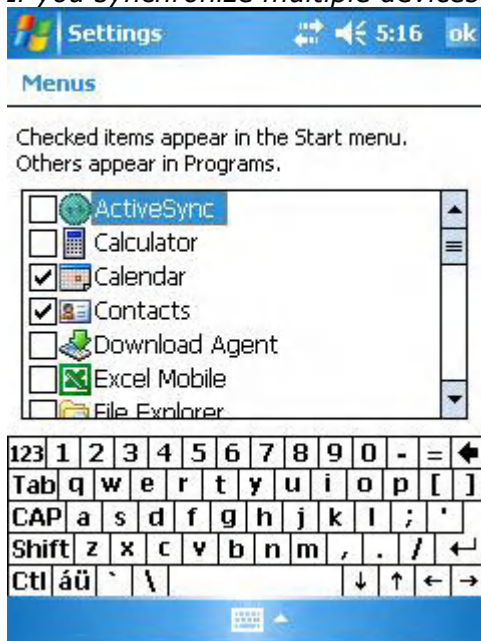 If you synchronize multiple devices
Settings 5:16 ok
Menus
Checked items appear in the Start menu.
Others appear in Programs.
ActiveSync
Calculator
Calendar
Contacts
Download Agent
Excel Mobile
File Explorer
123 1 2 3 4 5 6 7 8 9 0 - =
Tab q w e r t y u i o p [ ]
CAP a s d f g h j k l ; '
Shift z x c v b n m , . /
Ctl áü ` \